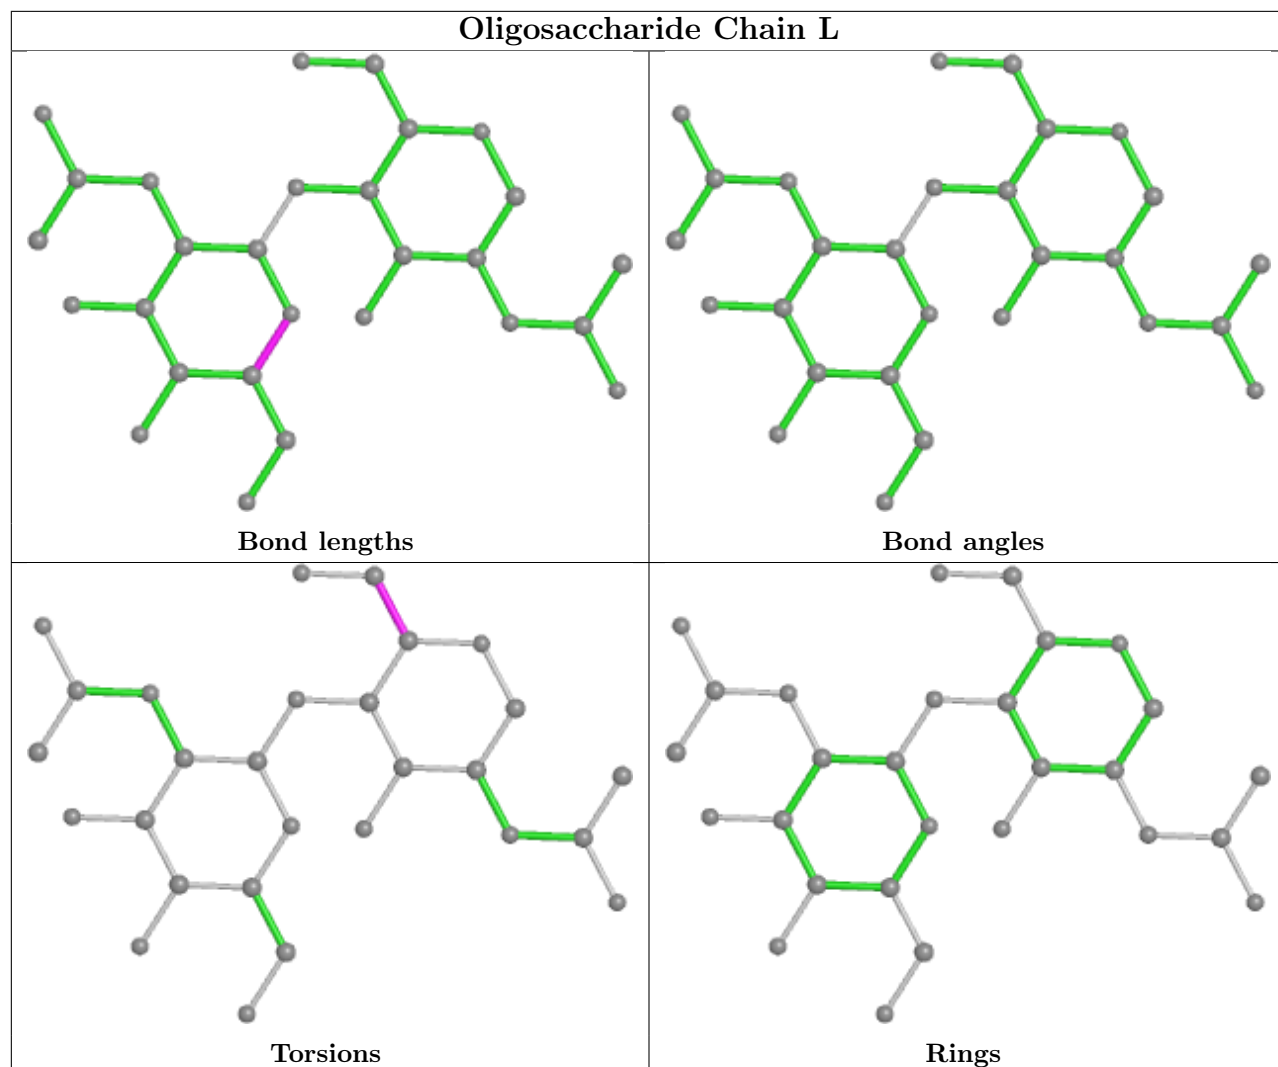 Oligosaccharide Chain L
Bond lengths
Bond angles
Torsions
Rings